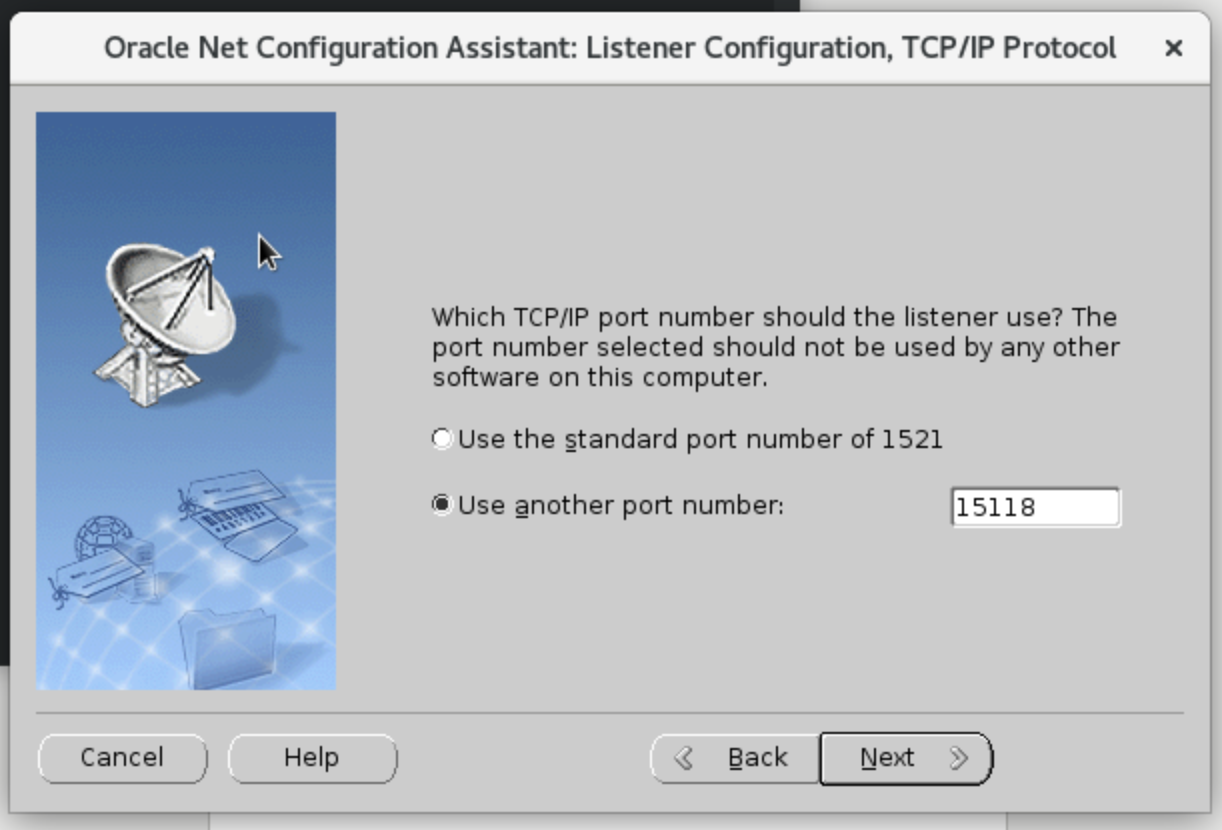 Oracle Net Configuration Assistant: Listener Configuration, TCP/IP Protocol
Which TCP/IP port number should the listener use? The
port number selected should not be used by any other
software on this computer.
Use the standard port number of 1521
Use another port number: 15118
Cancel Help Back Next